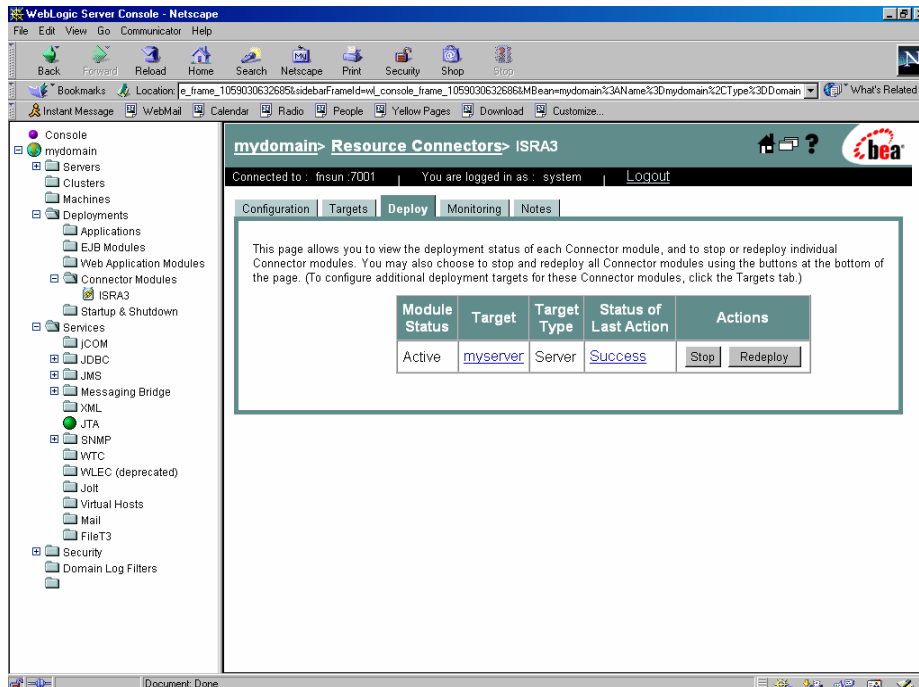 WebLogic Server Console - Netscape
File Edit View Go Communicator Help
Back Forward Reload Home Search Netscape Print Security Shop Stop
Bookmarks Location: e_frame_1059030632685&sidebarFrameId=wl_console_frame_1059030632686&MBean=mydomain%3AName%3Dmydomain%2CType%3DDomain What's Related
Instant Message WebMail Calendar Radio People Yellow Pages Download Customize...
Console
mydomain
Servers
Clusters
Machines
Deployments
Applications
EJB Modules
Web Application Modules
Connector Modules
ISRA3
Startup & Shutdown
Services
jCOM
JDBC
JMS
Messaging Bridge
XML
JTA
SNMP
WTC
WLEC (deprecated)
Jolt
Virtual Hosts
Mail
FileT3
Security
Domain Log Filters
mydomain> Resource Connectors> ISRA3
? bea
Connected to : fnsun :7001 | You are logged in as : system | Logout
Configuration Targets Deploy Monitoring Notes
This page allows you to view the deployment status of each Connector module, and to stop or redeploy individual
Connector modules. You may also choose to stop and redeploy all Connector modules using the buttons at the bottom of
the page. (To configure additional deployment targets for these Connector modules, click the Targets tab.)
Module Status Target Target Type Status of Last Action Actions
Active myserver Server Success Stop Redeploy
Document: Done